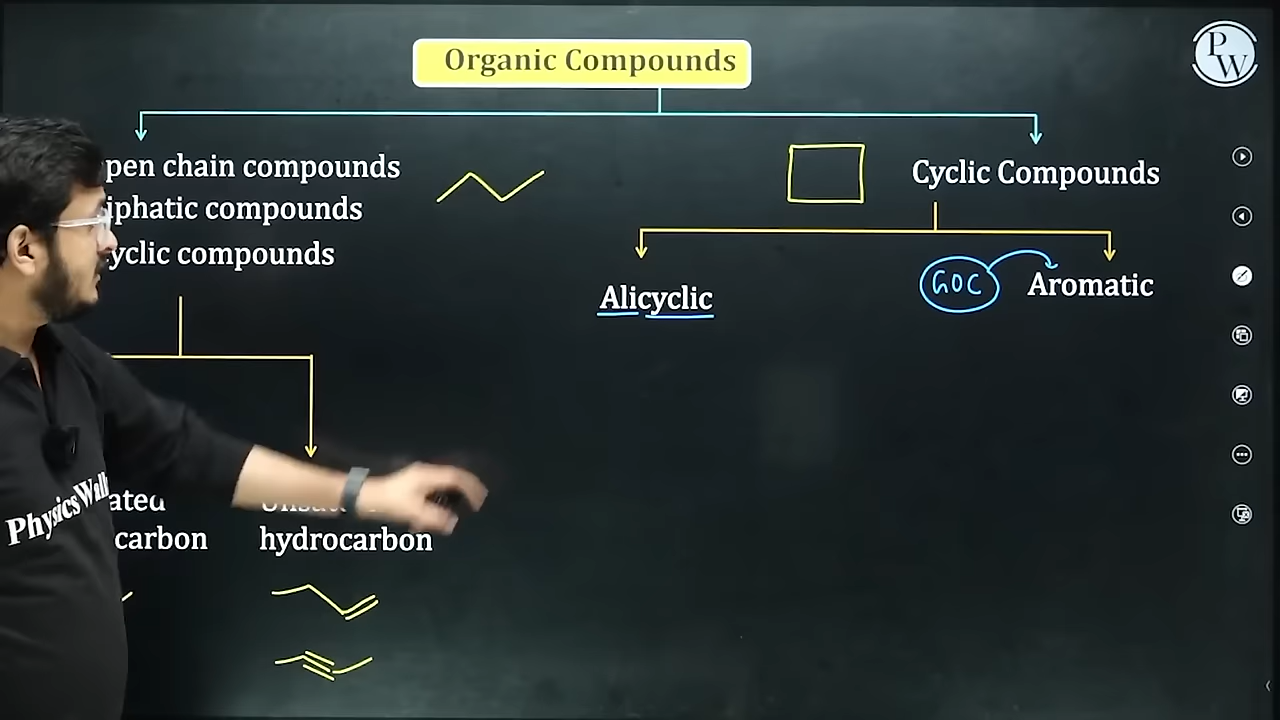 Organic Compounds
PW
pen chain compounds
iphatic compounds
yclic compounds
Cyclic Compounds
Alicyclic
GOC
Aromatic
ated
carbon
hydrocarbon
PhysicsWall